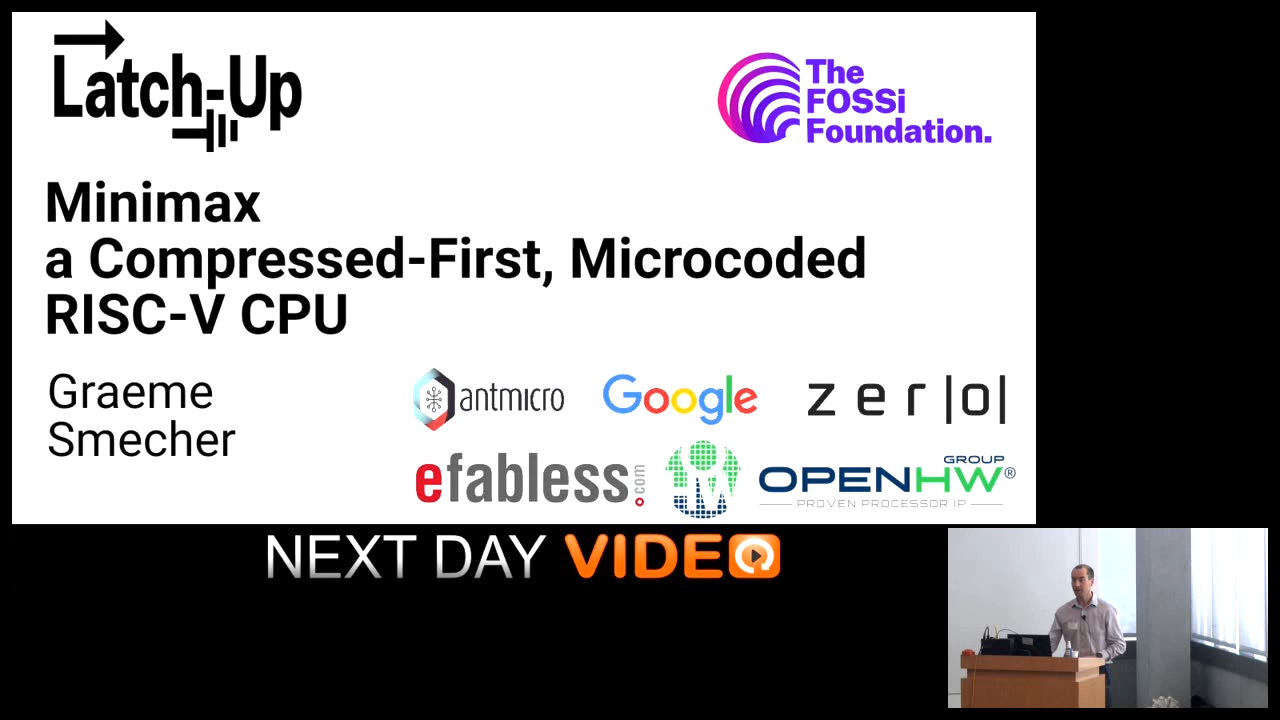 Latch-Up
The
FOSSi
Foundation.
Minimax
a Compressed-First, Microcoded
RISC-V CPU
Graeme
Smecher
antmicro
Google
zer|o|
efabless.com
OPENHW GROUP®
PROVEN PROCESSOR IP
NEXT DAY VIDEO